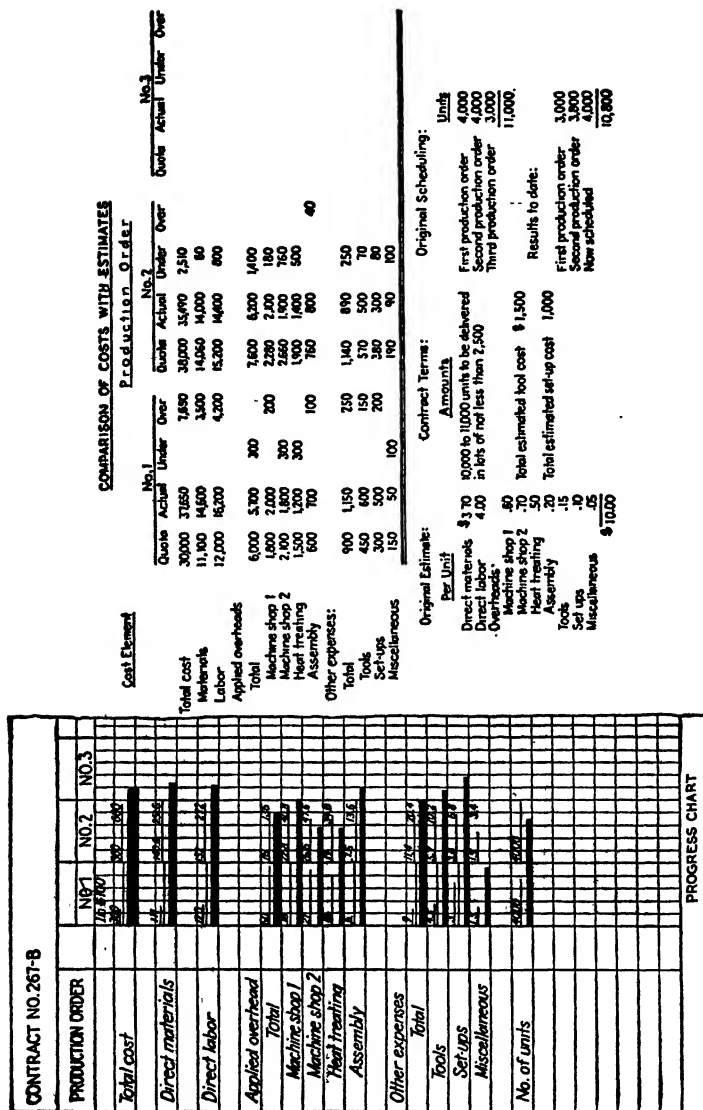 CONTRACT NO.267-B
PRODUCTION ORDER NO.1 NO.2 NO.3
Total cost
Direct materials
Direct labor
Applied overhead
Total
Machine shop 1
Machine shop 2
Heat treating
Assembly
Other expenses
Total
Tools
Set-ups
Miscellaneous
No. of units
PROGRESS CHART
COMPARISON OF COSTS WITH ESTIMATES
Production Order
No.1 No.2 No.3
Cost Element Quote Actual Under Over Quote Actual Under Over Quote Actual Under Over
Total cost 30,000 37,650 7,650 38,000 35,490 2,510
Materials 11,100 14,600 3,500 14,060 14,000 60
Labor 12,000 16,200 4,200 15,200 14,400 800
Applied overheads
Total 6,000 5,700 300 7,600 6,200 1,400
Machine shop 1 1,800 2,000 200 2,280 2,100 180
Machine shop 2 2,100 1,800 300 2,660 1,900 760
Heat treating 1,500 1,200 300 1,900 1,400 500
Assembly 600 700 100 760 800 40
Other expenses:
Total 900 1,150 250 1,140 890 250
Tools 450 600 150 570 500 70
Set-ups 300 500 200 380 300 80
Miscellaneous 150 50 100 190 90 100
Original Estimate: Contract Terms: Original Scheduling:
Per Unit Amounts Units
Direct materials $3.70 10,000 to 11,000 units to be delivered First production order 4,000
Direct labor 4.00 in lots of not less than 2,500 Second production order 4,000
Overheads: Third production order 3,000
Machine shop 1 .60 11,000.
Machine shop 2 .70 Total estimated tool cost $1,500
Heat treating .50 Results to date:
Assembly .20 Total estimated set-up cost 1,000
Tools .15 First production order 3,000
Set ups .10 Second production order 3,800
Miscellaneous .05 Now scheduled 4,000
$10.00 10,800